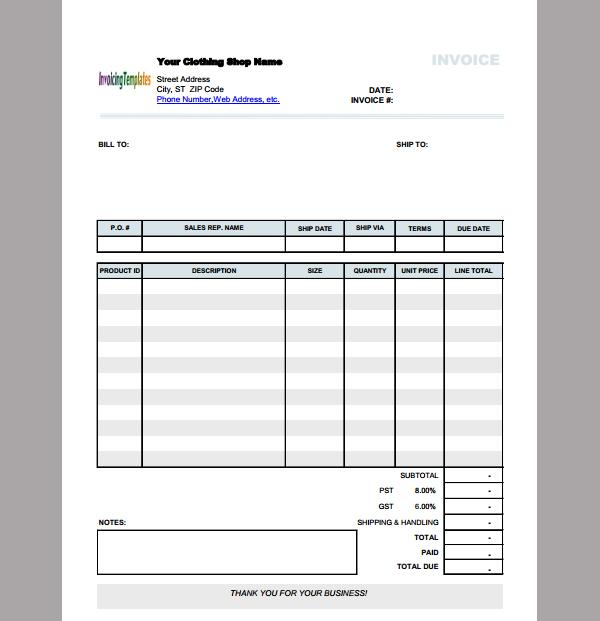 Your Clothing Shop Name
INVOICE
InvoicingTemplates
Street Address
City, ST ZIP Code
DATE:
Phone Number,Web Address, etc.
INVOICE #:
BILL TO:
SHIP TO:
P.O. # SALES REP. NAME SHIP DATE SHIP VIA TERMS DUE DATE
PRODUCT ID DESCRIPTION SIZE QUANTITY UNIT PRICE LINE TOTAL
SUBTOTAL -
PST 8.00% -
GST 6.00% -
NOTES: SHIPPING & HANDLING -
TOTAL -
PAID -
TOTAL DUE -
THANK YOU FOR YOUR BUSINESS!